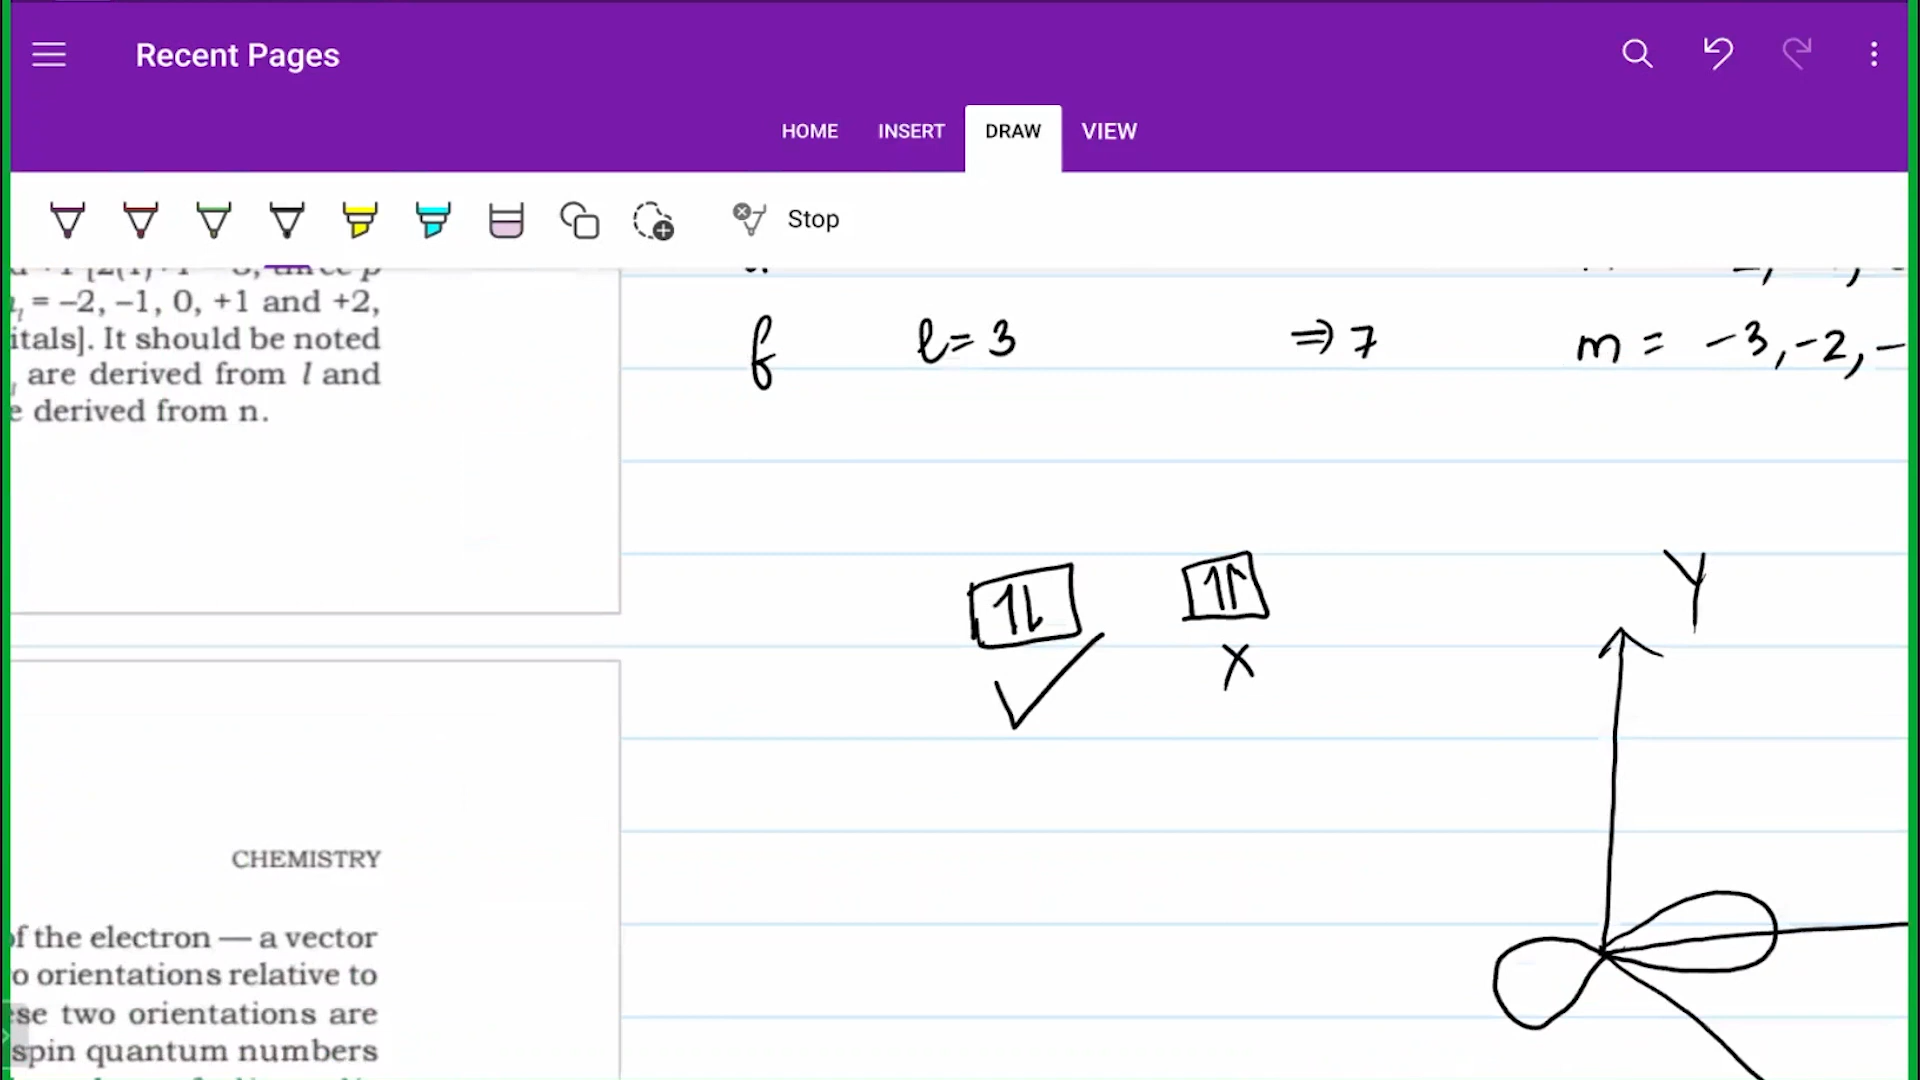 Recent Pages
HOME INSERT DRAW VIEW
Stop
= –2, –1, 0, +1 and +2,
itals]. It should be noted
are derived from l and
derived from n.
f l = 3 ⇒ 7 m = -3, -2, -
X
Y
CHEMISTRY
of the electron — a vector
orientations relative to
two orientations are
spin quantum numbers